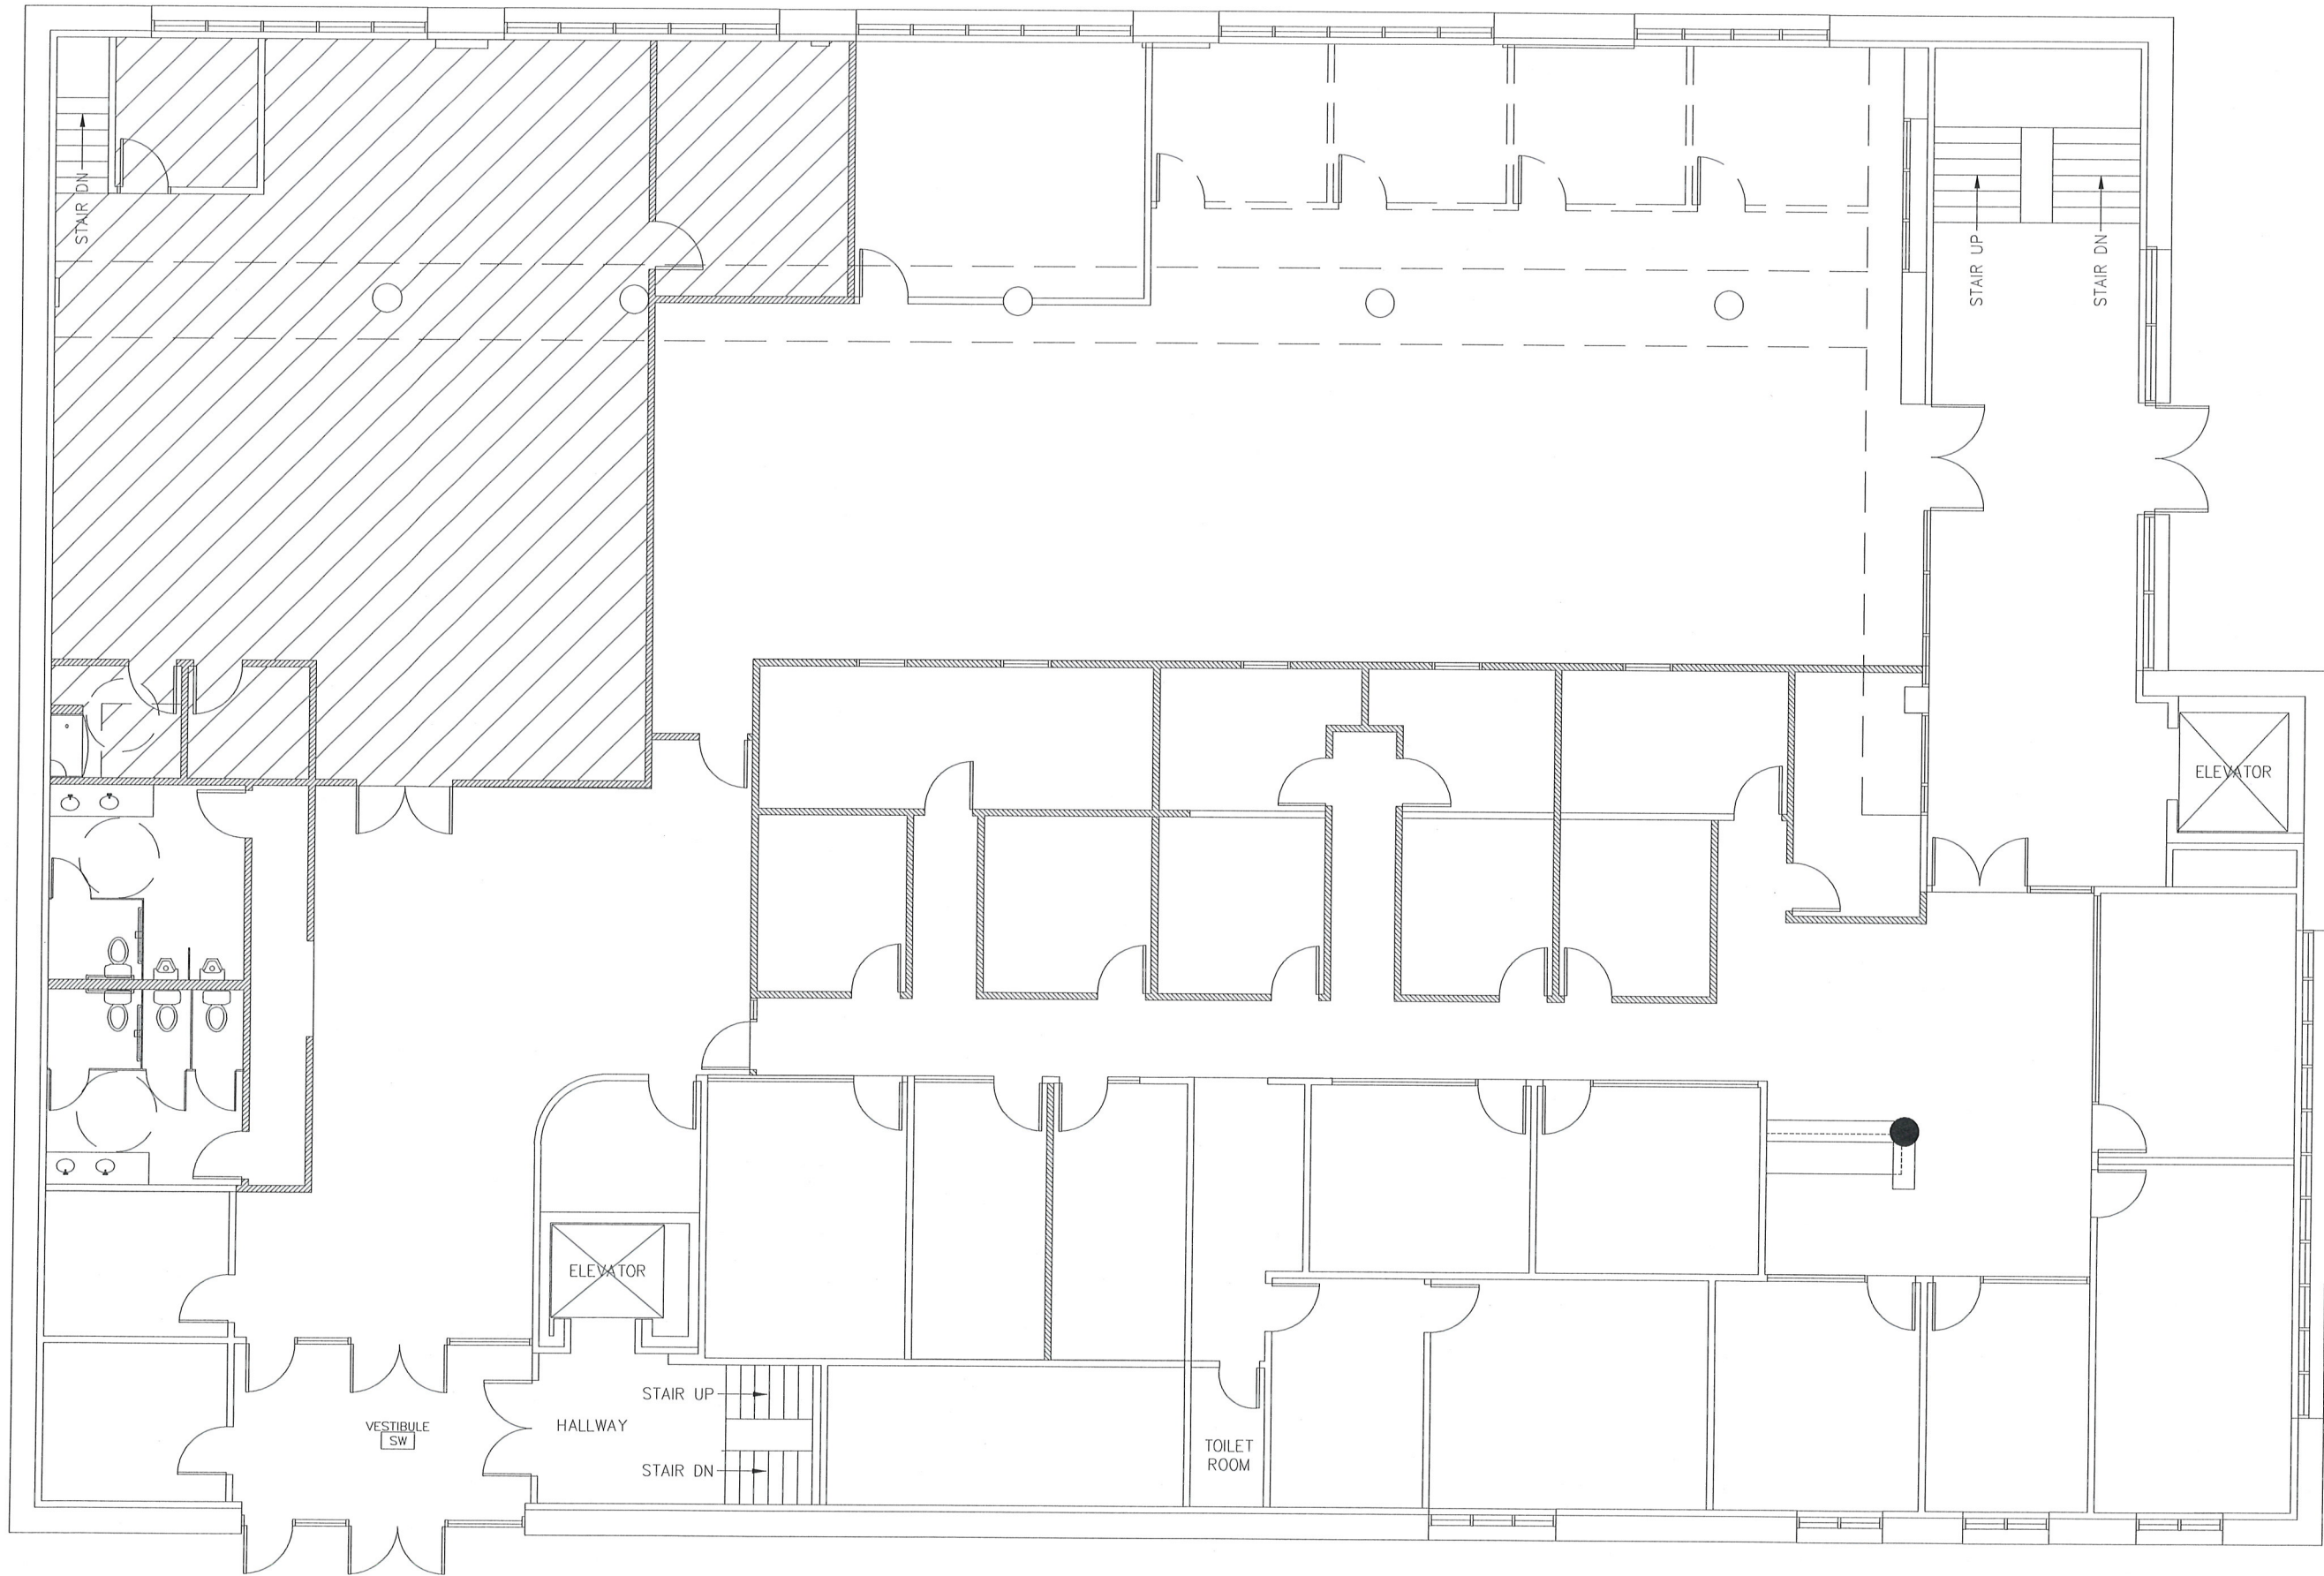 STAIR DN
STAIR UP
STAIR DN
ELEVATOR
ELEVATOR
STAIR UP
HALLWAY
VESTIBULE
SW
STAIR DN
TOILET
ROOM